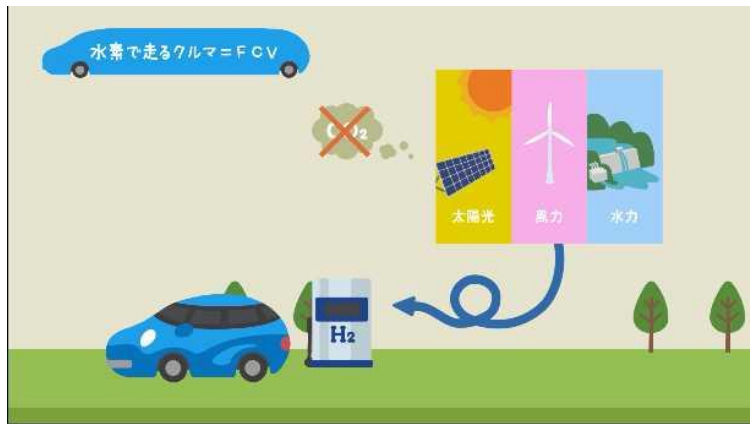 水素で走るクルマ=FCV
CO₂
太陽光
風力
水力
H₂